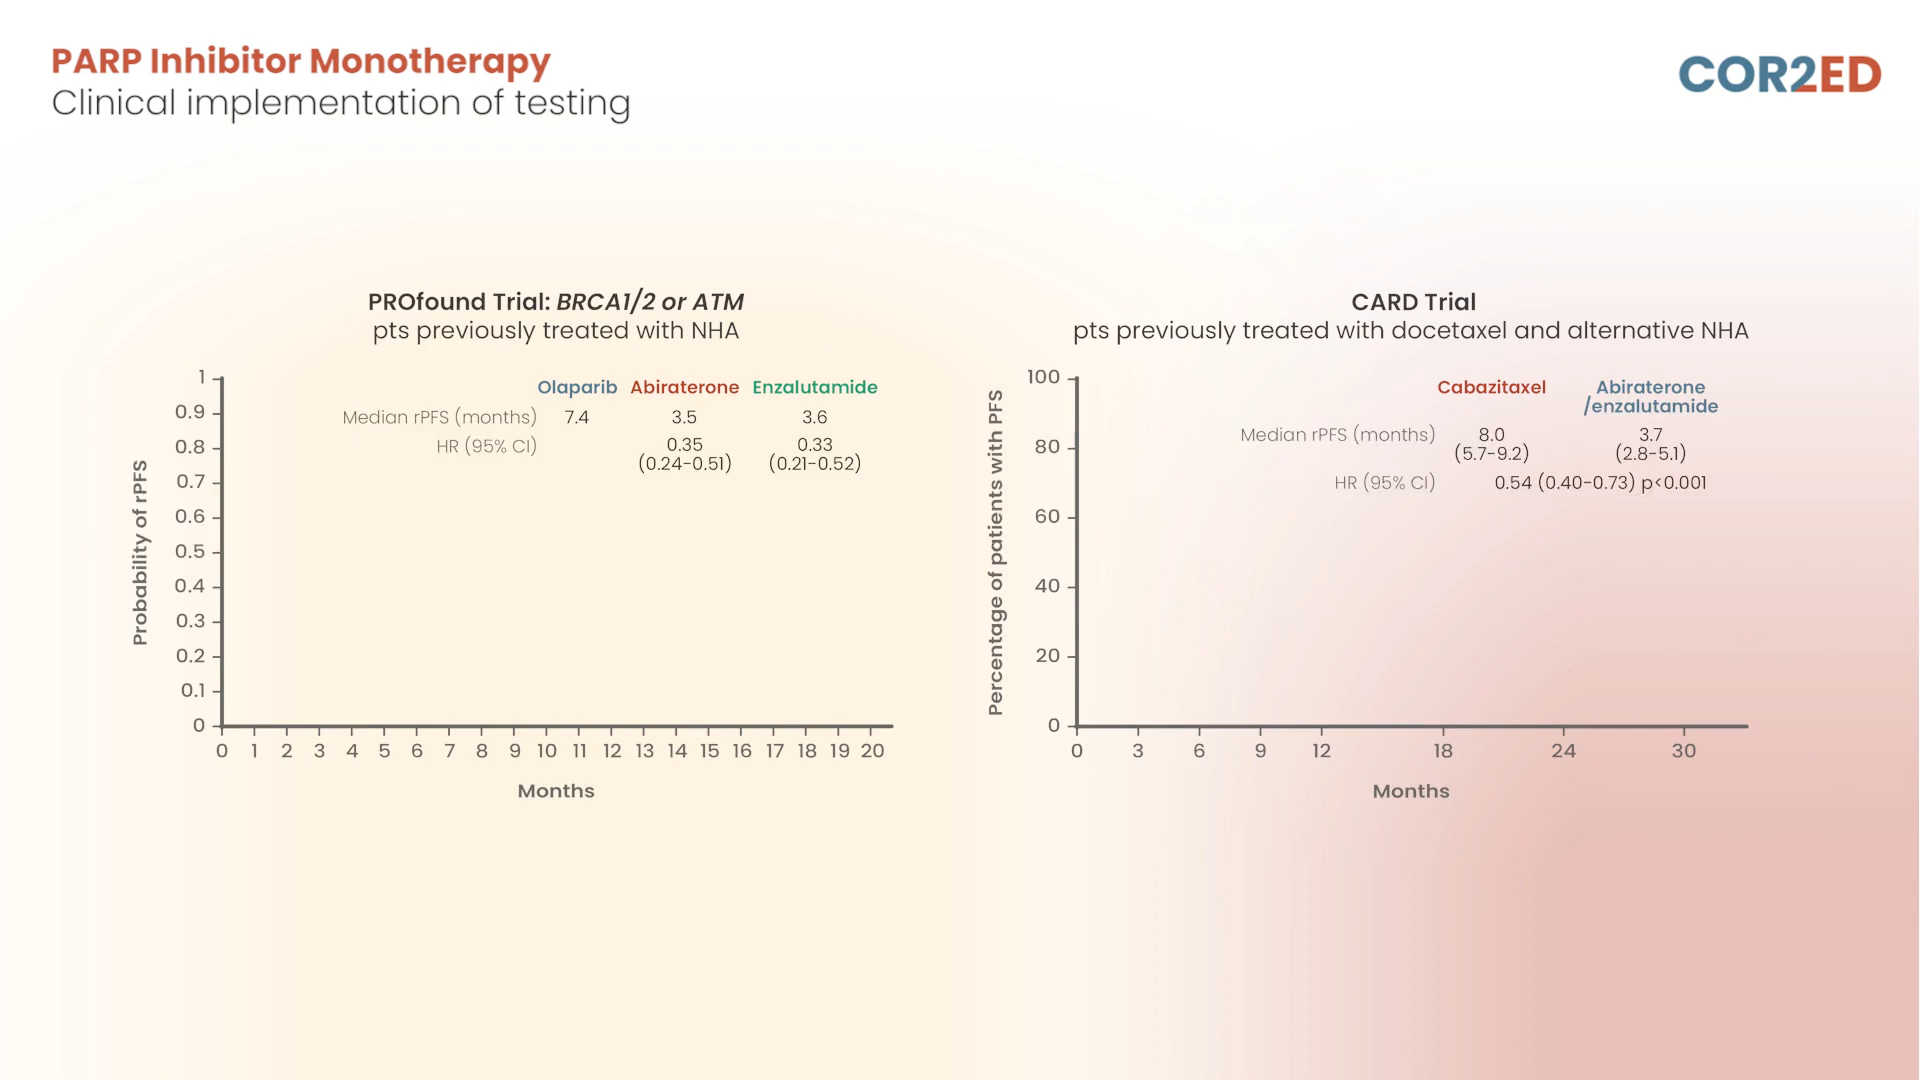 PARP Inhibitor Monotherapy
Clinical implementation of testing
COR2ED
PROfound Trial: BRCA1/2 or ATM
pts previously treated with NHA
Olaparib Abiraterone Enzalutamide
Median rPFS (months) 7.4 3.5 3.6
HR (95% CI) 0.35 0.33
(0.24-0.51) (0.21-0.52)
Probability of rPFS
1
0.9
0.8
0.7
0.6
0.5
0.4
0.3
0.2
0.1
0
0 1 2 3 4 5 6 7 8 9 10 11 12 13 14 15 16 17 18 19 20
Months
CARD Trial
pts previously treated with docetaxel and alternative NHA
Cabazitaxel Abiraterone
/enzalutamide
Median rPFS (months) 8.0 3.7
(5.7-9.2) (2.8-5.1)
HR (95% CI) 0.54 (0.40-0.73) p<0.001
Percentage of patients with PFS
100
80
60
40
20
0
0 3 6 9 12 18 24 30
Months